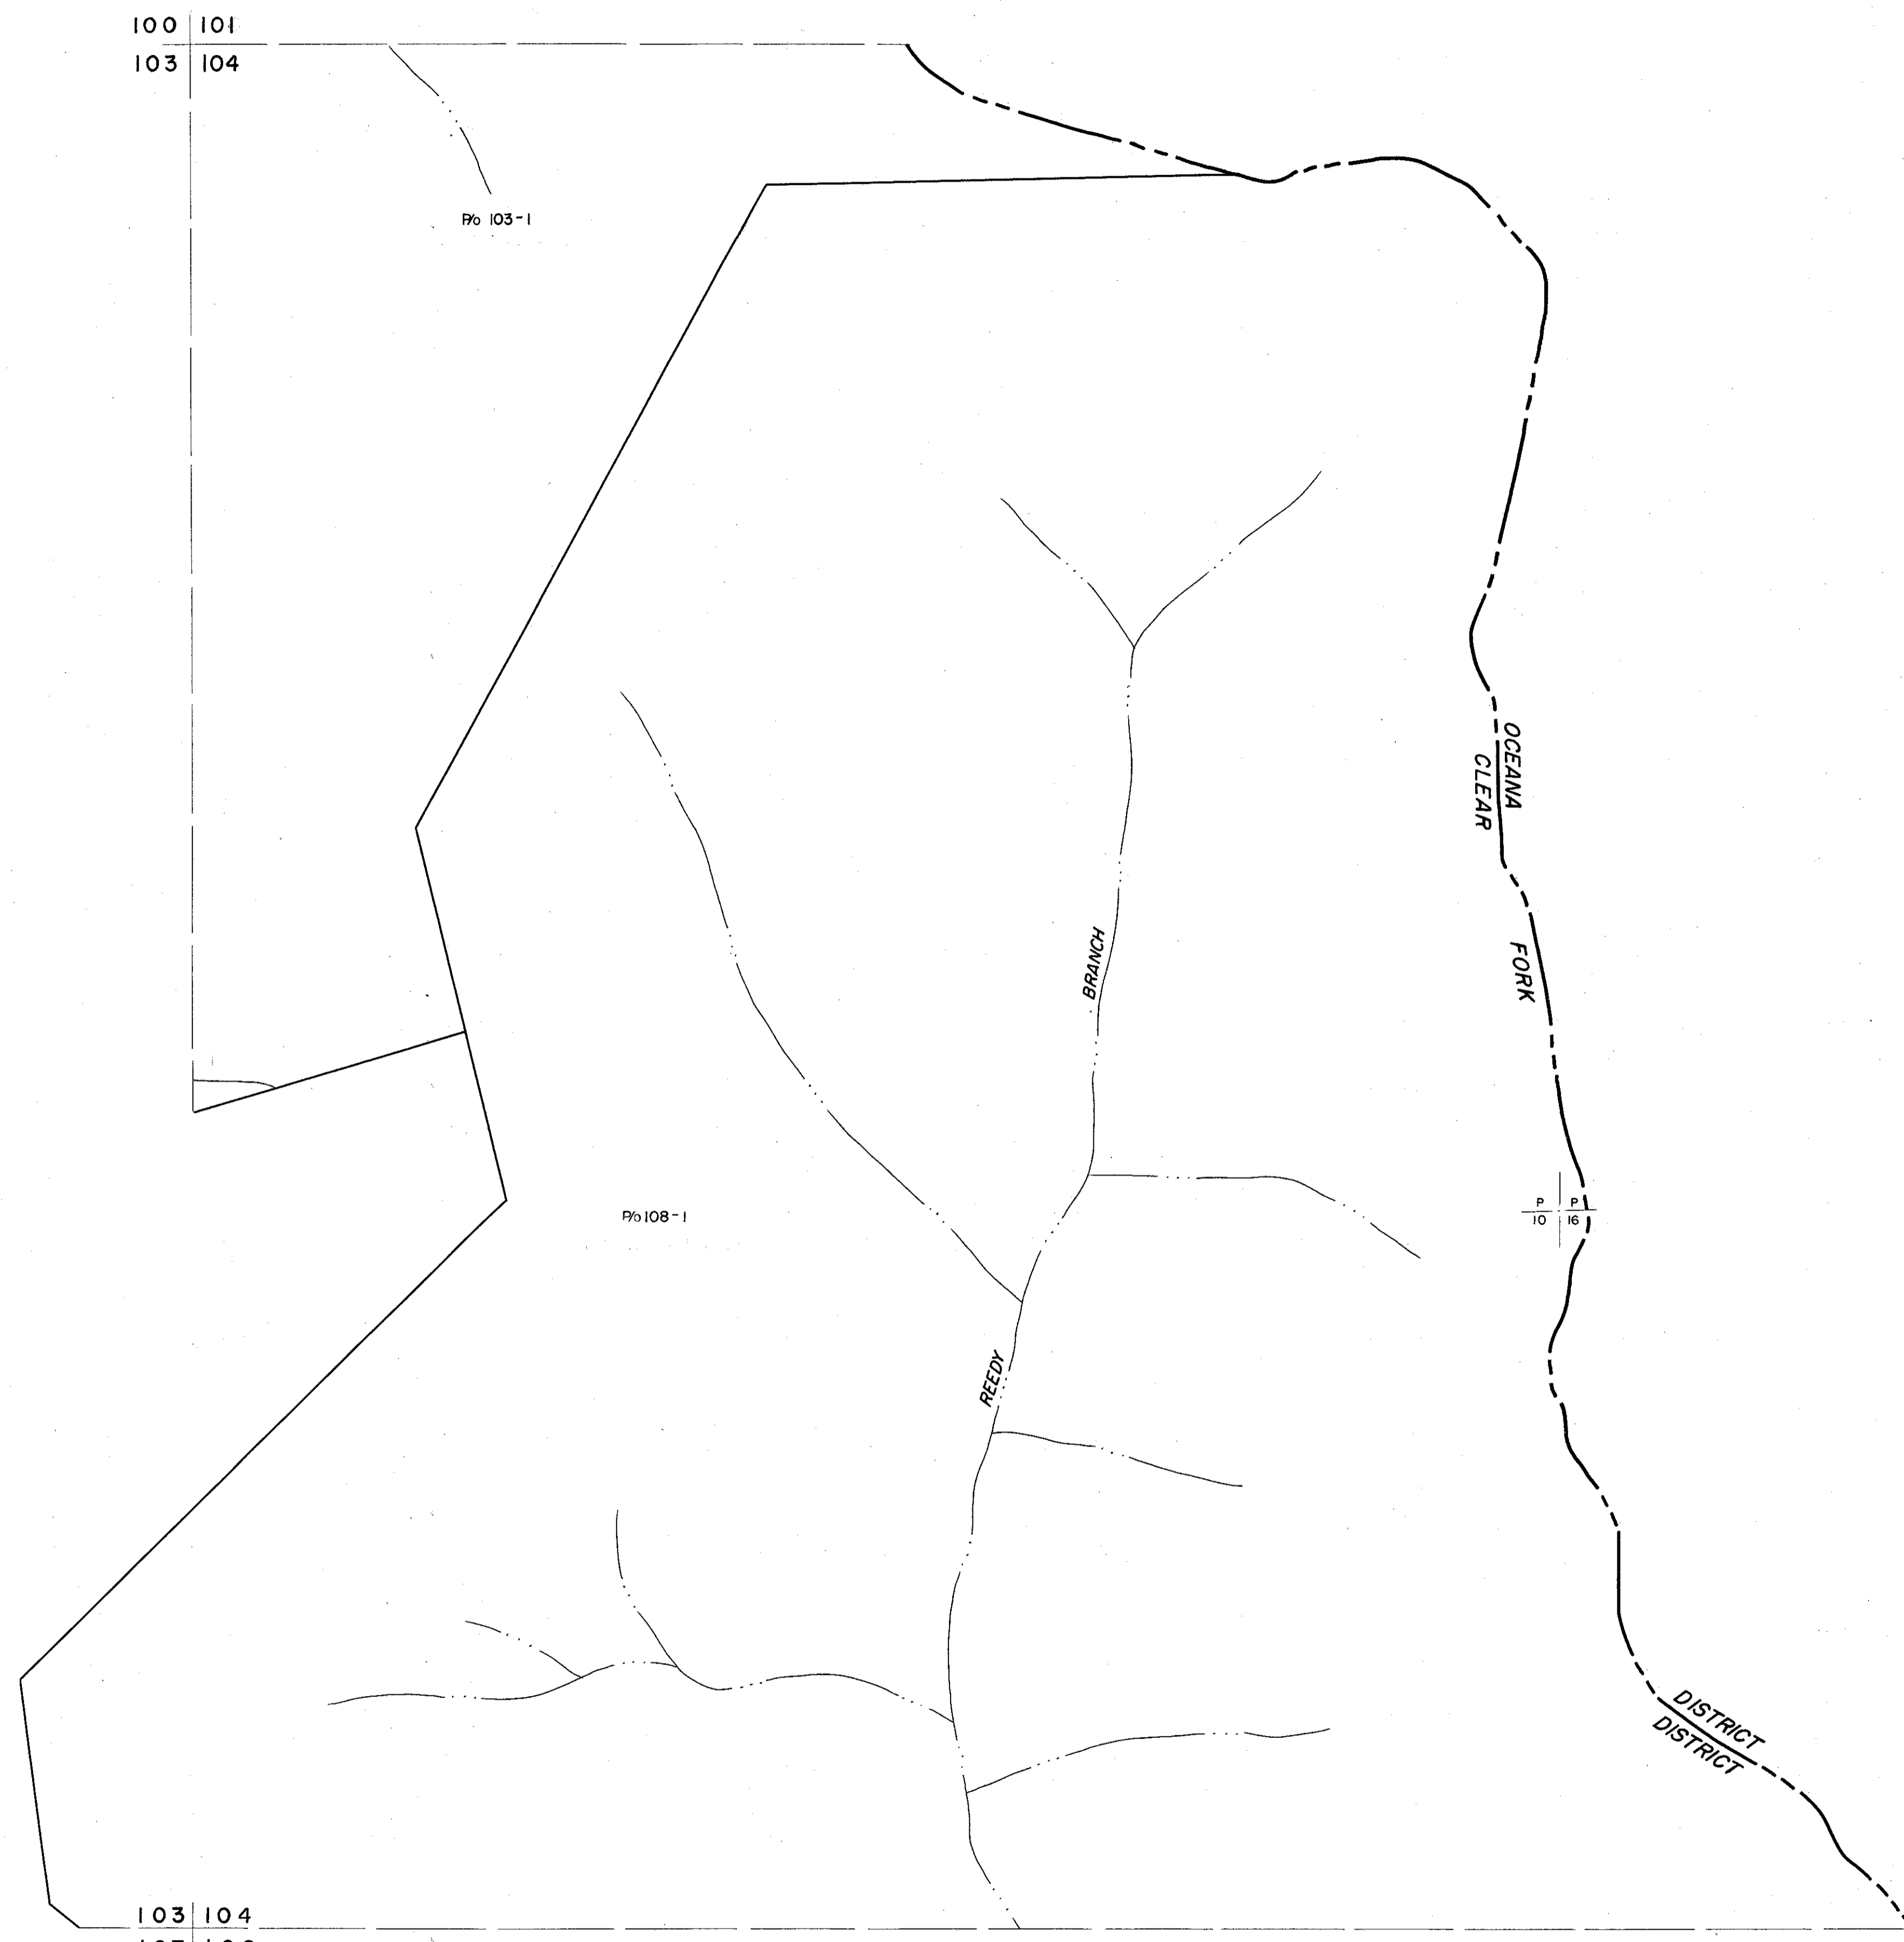 100 101
103 104
P/o 103-1
OCEANA
CLEAR
FORK
BRANCH
P P
10 16
P/o 108-1
REEDY
DISTRICT
DISTRICT
103 104